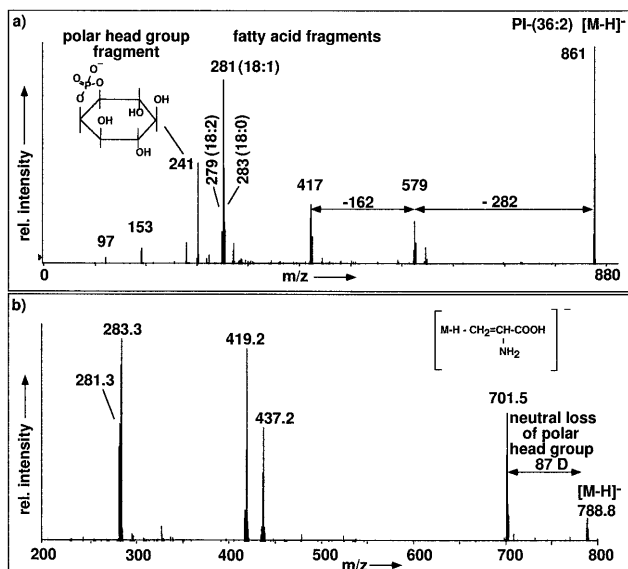 a)
polar head group
fragment
fatty acid fragments
PI-(36:2) [M-H]⁻
861
281 (18:1)
279 (18:2)
283 (18:0)
O⁻
O
P
O
O
OH
HO
OH
OH
OH
241
417
579
-162
- 282
153
97
rel. intensity
0
m/z
880
b)
283.3
281.3
419.2
437.2
[M-H - CH₂=CH-COOH]⁻
NH₂
701.5
neutral loss
of polar
head group
87 D
[M-H]⁻
788.8
rel. intensity
200
300
400
500
600
700
800
m/z